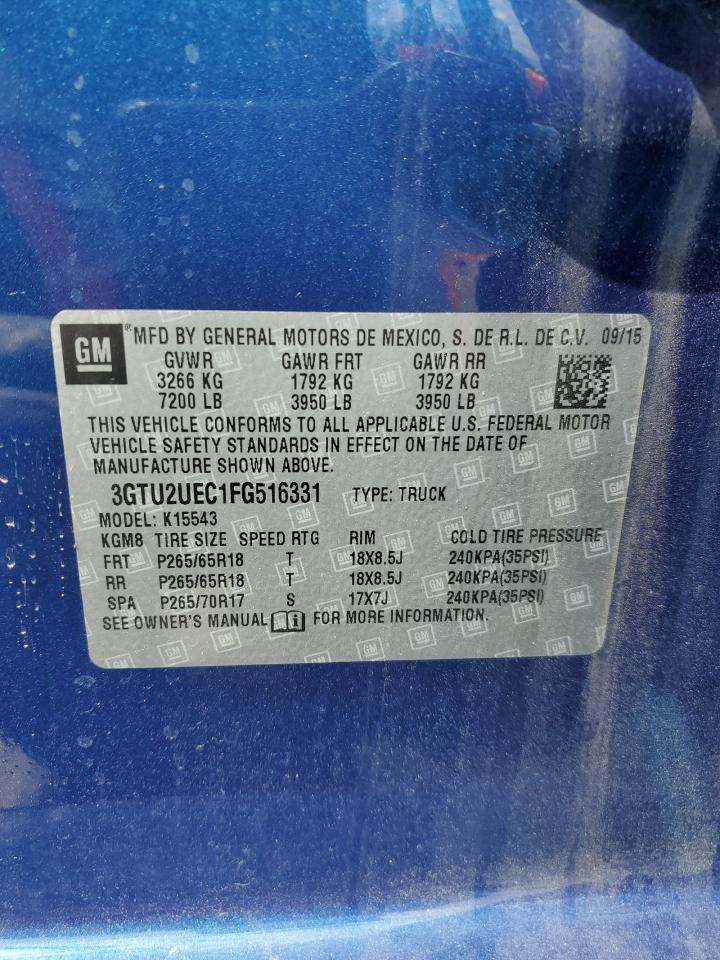 GM ® MFD BY GENERAL MOTORS DE MEXICO, S. DE R.L. DE C.V. 09/15
GVWR GAWR FRT GAWR RR
3266 KG 1792 KG 1792 KG
7200 LB 3950 LB 3950 LB
THIS VEHICLE CONFORMS TO ALL APPLICABLE U.S. FEDERAL MOTOR
VEHICLE SAFETY STANDARDS IN EFFECT ON THE DATE OF
MANUFACTURE SHOWN ABOVE.
3GTU2UEC1FG516331 TYPE: TRUCK
MODEL: K15543
KGM8 TIRE SIZE SPEED RTG RIM COLD TIRE PRESSURE
FRT P265/65R18 T 18X8.5J 240KPA(35PSI)
RR P265/65R18 T 18X8.5J 240KPA(35PSI)
SPA P265/70R17 S 17X7J 240KPA(35PSI)
SEE OWNER'S MANUAL i FOR MORE INFORMATION.